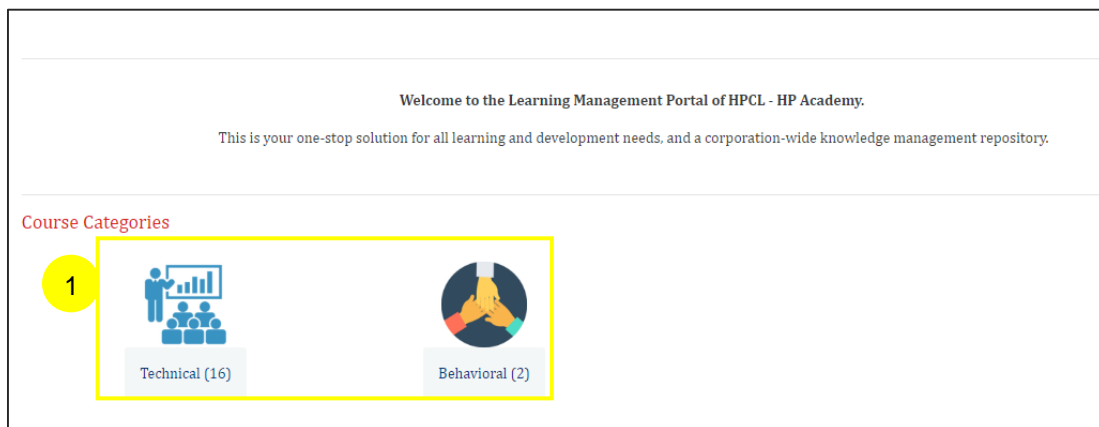 Welcome to the Learning Management Portal of HPCL - HP Academy.
This is your one-stop solution for all learning and development needs, and a corporation-wide knowledge management repository.
Course Categories
1
Technical (16)
Behavioral (2)